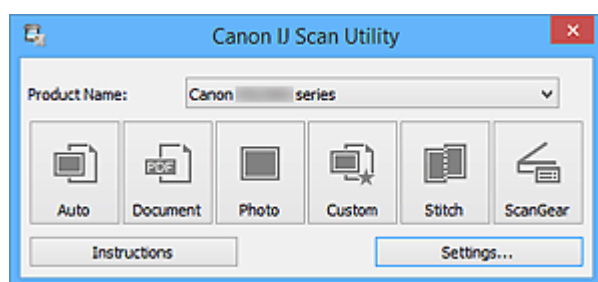 Canon IJ Scan Utility
Product Name: Canon series
PDF
Auto Document Photo Custom Stitch ScanGear
Instructions Settings...